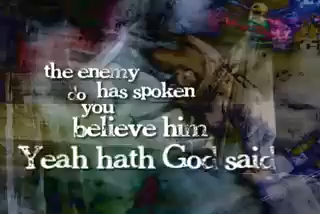 the enemy
do has spoken
you
believe him
Yeah hath God said